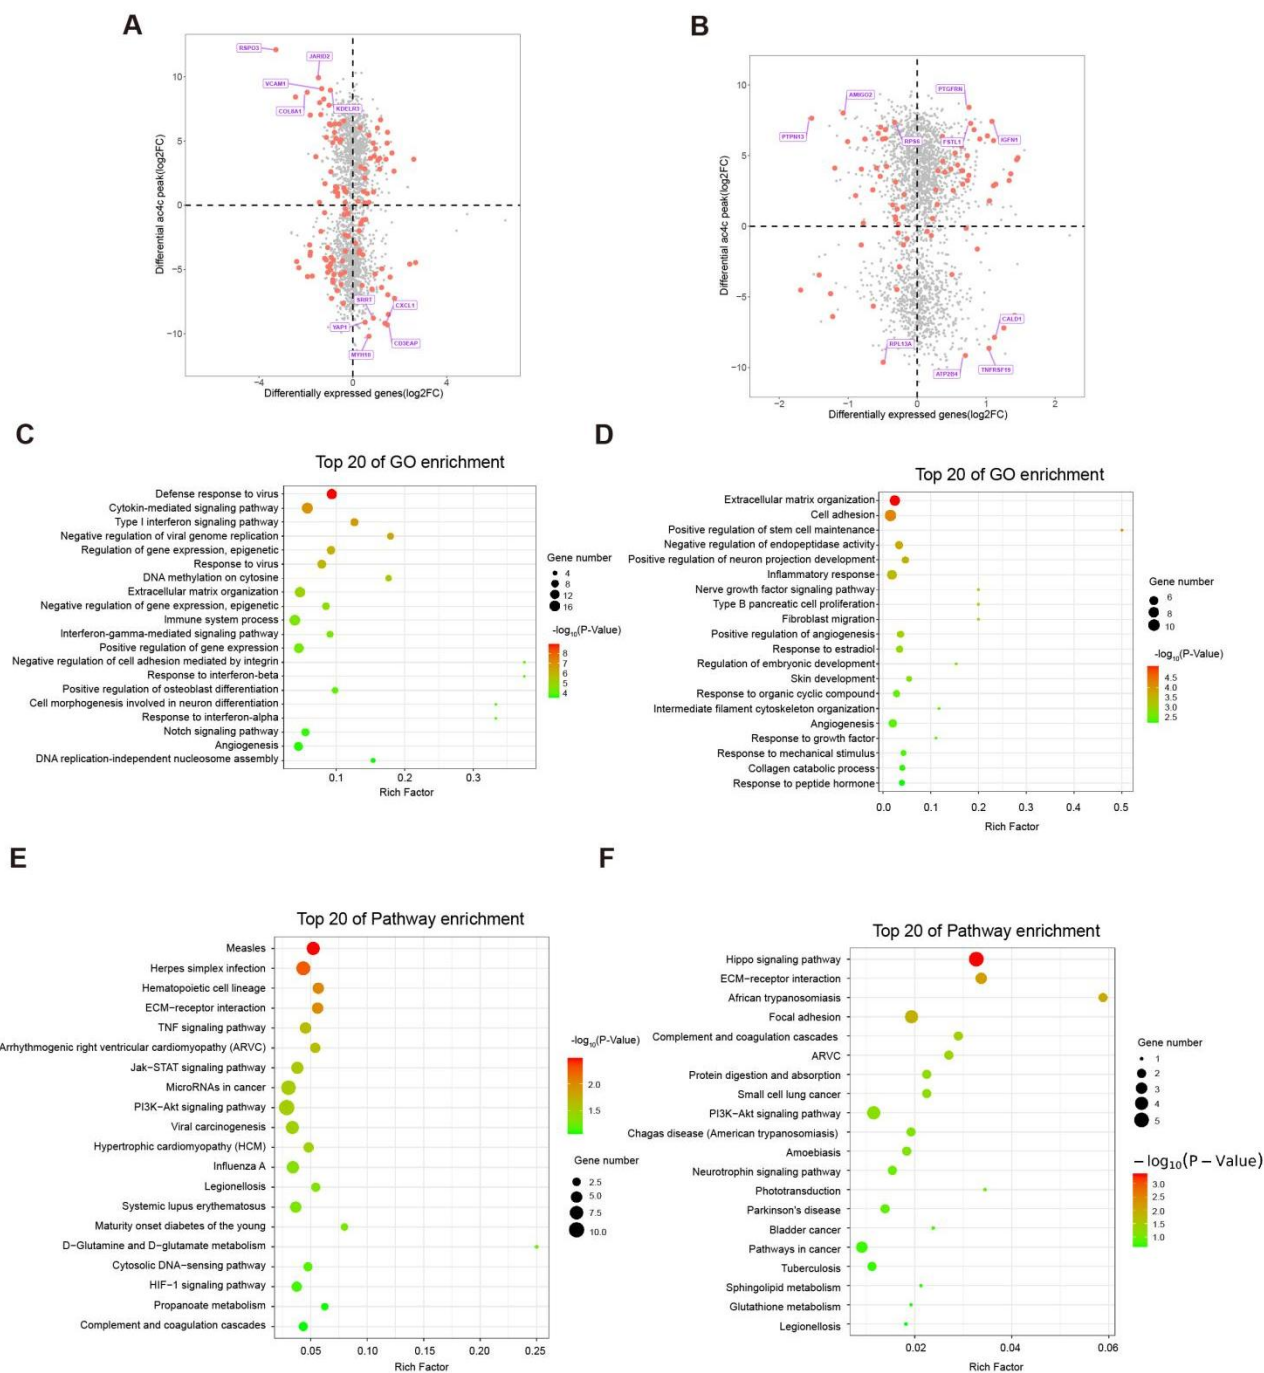 A
RSPO3
JARID2
VCAM1
COL8A1
KDELR3
10
5
0
−5
−10
Differential ac4c peak(log2FC)
SRRT
CXCL1
YAP1
CD3EAP
MYH10
−4
0
4
Differentially expressed genes(log2FC)
B
AMIGO2
PTGFRN
PTPN13
RPS6
FSTL1
IGFN1
10
5
0
−5
−10
Differential ac4c peak(log2FC)
CALD1
RPL13A
ATP2B4
TNFRSF19
−2
−1
0
1
2
Differentially expressed genes(log2FC)
C
Top 20 of GO enrichment
Defense response to virus
Cytokin-mediated signaling pathway
Type I interferon signaling pathway
Negative regulation of viral genome replication
Regulation of gene expression, epigenetic
Response to virus
DNA methylation on cytosine
Extracellular matrix organization
Negative regulation of gene expression, epigenetic
Immune system process
Interferon-gamma-mediated signaling pathway
Positive regulation of gene expression
Negative regulation of cell adhesion mediated by integrin
Response to interferon-beta
Positive regulation of osteoblast differentiation
Cell morphogenesis involved in neuron differentiation
Response to interferon-alpha
Notch signaling pathway
Angiogenesis
DNA replication-independent nucleosome assembly
0.1
0.2
0.3
Rich Factor
Gene number
4
8
12
16
-log10(P-Value)
8
7
6
5
4
D
Top 20 of GO enrichment
Extracellular matrix organization
Cell adhesion
Positive regulation of stem cell maintenance
Negative regulation of endopeptidase activity
Positive regulation of neuron projection development
Inflammatory response
Nerve growth factor signaling pathway
Type B pancreatic cell proliferation
Fibroblast migration
Positive regulation of angiogenesis
Response to estradiol
Regulation of embryonic development
Skin development
Response to organic cyclic compound
Intermediate filament cytoskeleton organization
Angiogenesis
Response to growth factor
Response to mechanical stimulus
Collagen catabolic process
Response to peptide hormone
0.0
0.1
0.2
0.3
0.4
0.5
Rich Factor
Gene number
6
8
10
-log10(P-Value)
4.5
4.0
3.5
3.0
2.5
E
Top 20 of Pathway enrichment
Measles
Herpes simplex infection
Hematopoietic cell lineage
ECM−receptor interaction
TNF signaling pathway
Arrhythmogenic right ventricular cardiomyopathy (ARVC)
Jak−STAT signaling pathway
MicroRNAs in cancer
PI3K−Akt signaling pathway
Viral carcinogenesis
Hypertrophic cardiomyopathy (HCM)
Influenza A
Legionellosis
Systemic lupus erythematosus
Maturity onset diabetes of the young
D−Glutamine and D−glutamate metabolism
Cytosolic DNA−sensing pathway
HIF−1 signaling pathway
Propanoate metabolism
Complement and coagulation cascades
0.05
0.10
0.15
0.20
0.25
Rich Factor
-log10(P-Value)
2.0
1.5
Gene number
2.5
5.0
7.5
10.0
F
Top 20 of Pathway enrichment
Hippo signaling pathway
ECM−receptor interaction
African trypanosomiasis
Focal adhesion
Complement and coagulation cascades
ARVC
Protein digestion and absorption
Small cell lung cancer
PI3K−Akt signaling pathway
Chagas disease (American trypanosomiasis)
Amoebiasis
Neurotrophin signaling pathway
Phototransduction
Parkinson's disease
Bladder cancer
Pathways in cancer
Tuberculosis
Sphingolipid metabolism
Glutathione metabolism
Legionellosis
0.02
0.04
0.06
Rich Factor
Gene number
1
2
3
4
5
−log10(P−Value)
3.0
2.5
2.0
1.5
1.0